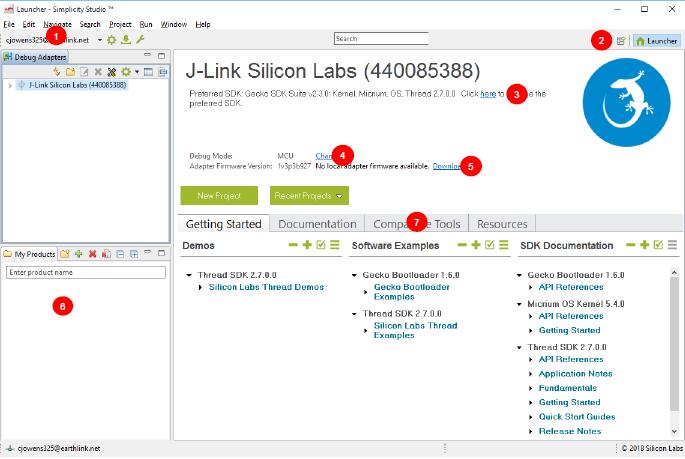 Launcher - Simplicity Studio ™
File Edit Navigate Search Project Run Window Help
1
cjowens325@earthlink.net
Search
2
Launcher
Debug Adapters
J-Link Silicon Labs (440085388)
J-Link Silicon Labs (440085388)
Preferred SDK: Gecko SDK Suite v2.3.0: Kernel, Micrium, OS, Thread 2.7.0.0 Click here to 3 the
preferred SDK.
Debug Mode: MCU 4
Adapter Firmware Version: 1v3p3b927 No local adapter firmware available. Download 5
New Project
Recent Projects
7
Getting Started Documentation Tools Resources
My Products
Enter product name
6
Demos
Thread SDK 2.7.0.0
Silicon Labs Thread Demos
Software Examples
Gecko Bootloader 1.6.0
Gecko Bootloader
Examples
Thread SDK 2.7.0.0
Silicon Labs Thread
Examples
SDK Documentation
Gecko Bootloader 1.6.0
API References
Micrium OS Kernel 5.4.0
API References
Getting Started
Thread SDK 2.7.0.0
API References
Application Notes
Fundamentals
Getting Started
Quick Start Guides
Release Notes
cjowens325@earthlink.net
© 2018 Silicon Labs